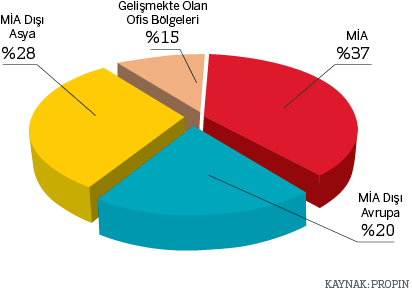 Gelişmekte Olan
Ofis Bölgeleri
%15
MİA Dışı
Asya
%28
MİA
%37
MİA Dışı
Avrupa
%20
KAYNAK: PROPIN